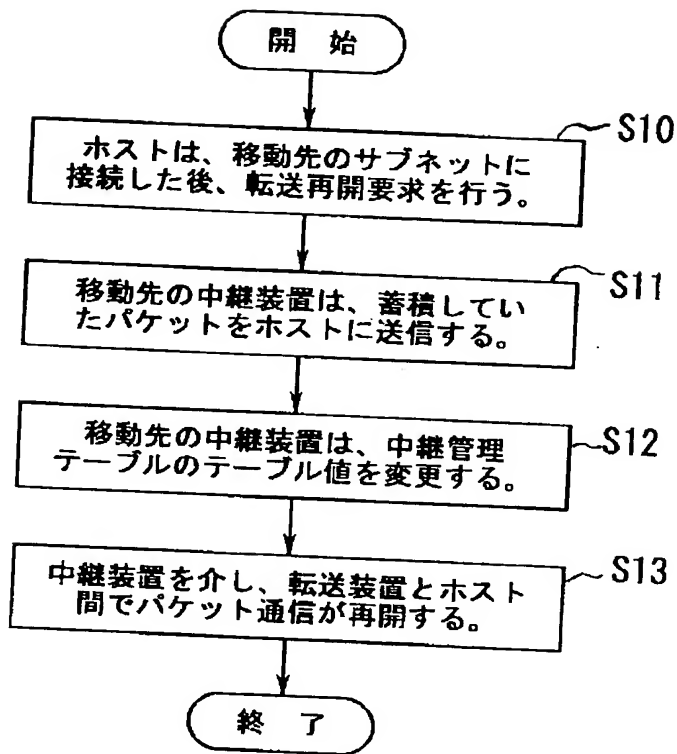 開 始
S10
ホストは、移動先のサブネットに
接続した後、転送再開要求を行う。
S11
移動先の中継装置は、蓄積してい
たパケットをホストに送信する。
S12
移動先の中継装置は、中継管理
テーブルのテーブル値を変更する。
S13
中継装置を介し、転送装置とホスト
間でパケット通信が再開する。
終 了